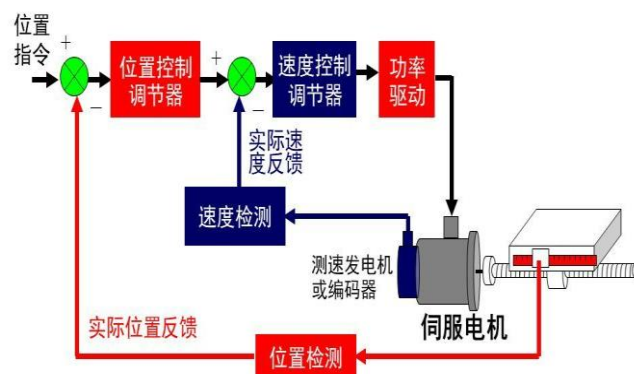 位置
指令
+
−
位置控制
调节器
+
−
速度控制
调节器
功率
驱动
实际速
度反馈
速度检测
测速发电机
或编码器
伺服电机
实际位置反馈
位置检测